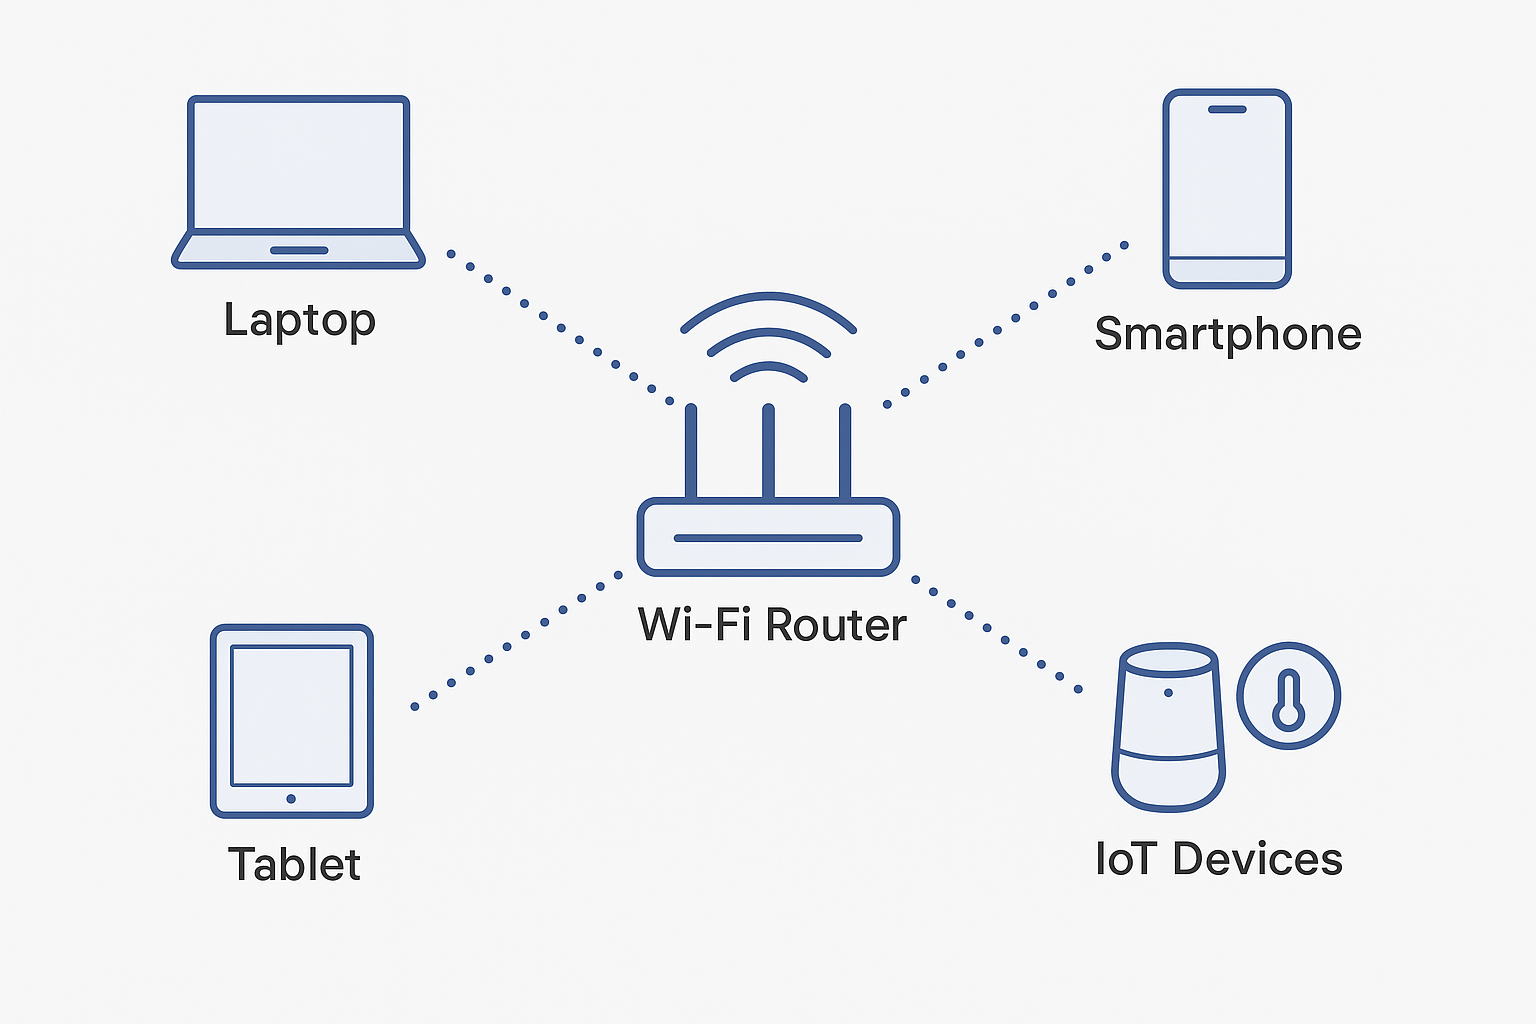 Laptop
Smartphone
Wi-Fi Router
Tablet
IoT Devices